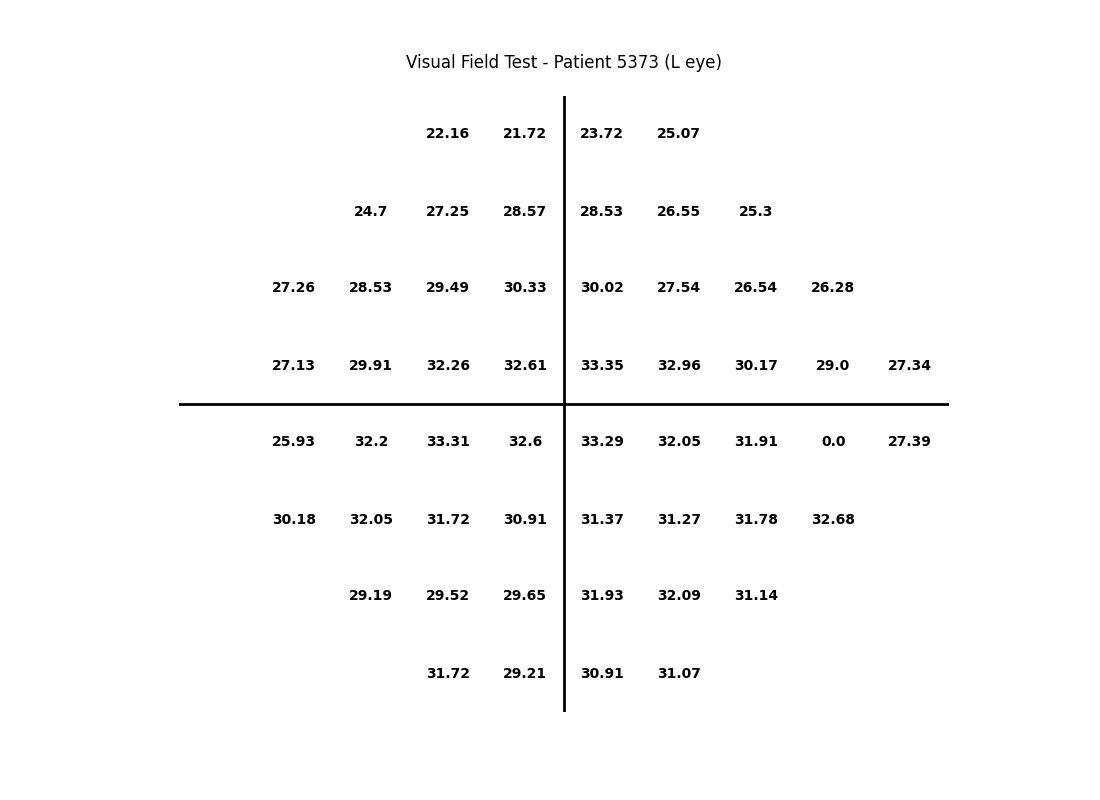 Visual Field Test - Patient 5373 (L eye)
22.16 21.72 23.72 25.07
24.7 27.25 28.57 28.53 26.55 25.3
27.26 28.53 29.49 30.33 30.02 27.54 26.54 26.28
27.13 29.91 32.26 32.61 33.35 32.96 30.17 29.0 27.34
25.93 32.2 33.31 32.6 33.29 32.05 31.91 0.0 27.39
30.18 32.05 31.72 30.91 31.37 31.27 31.78 32.68
29.19 29.52 29.65 31.93 32.09 31.14
31.72 29.21 30.91 31.07